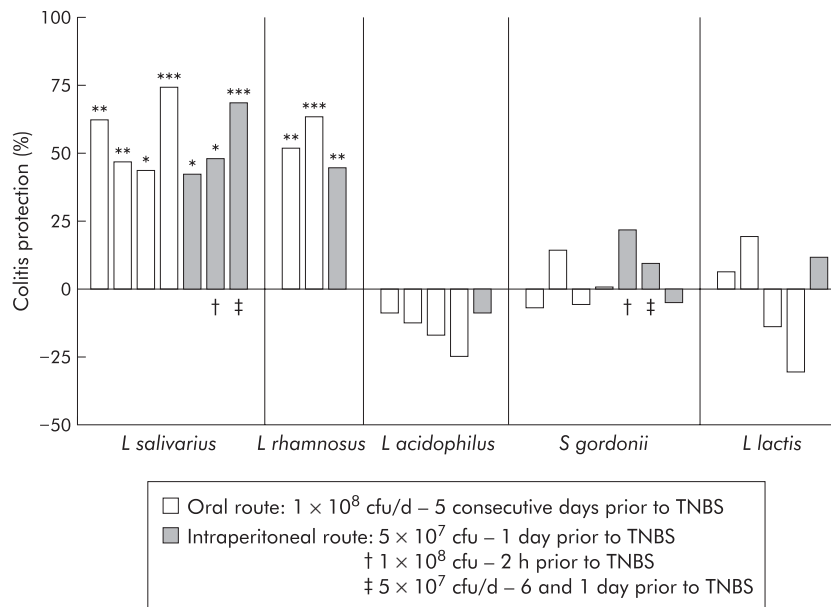 100
75
50
25
0
−25
−50
Colitis protection (%)
** ** * *** * * ***
** *** **
† ‡
† ‡
L salivarius L rhamnosus L acidophilus S gordonii L lactis
Oral route: 1 × 10⁸ cfu/d – 5 consecutive days prior to TNBS
Intraperitoneal route: 5 × 10⁷ cfu – 1 day prior to TNBS
† 1 × 10⁸ cfu – 2 h prior to TNBS
‡ 5 × 10⁷ cfu/d – 6 and 1 day prior to TNBS